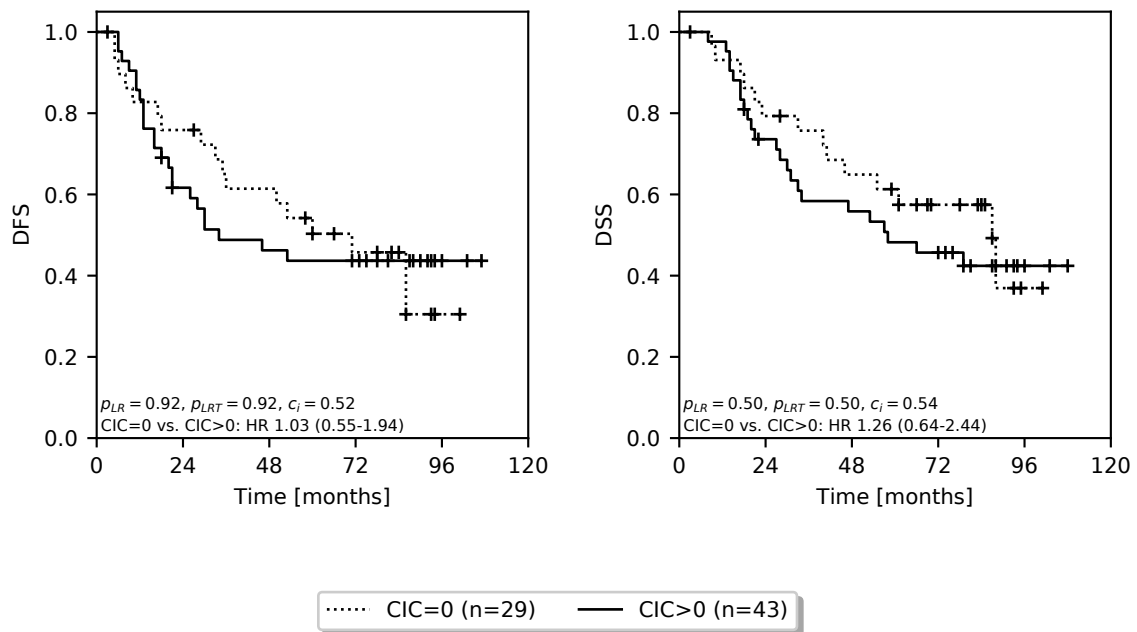 1.0
0.8
0.6
0.4
0.2
0.0
DFS
p_LR = 0.92, p_LRT = 0.92, c_i = 0.52
CIC=0 vs. CIC>0: HR 1.03 (0.55-1.94)
0 24 48 72 96 120
Time [months]
1.0
0.8
0.6
0.4
0.2
0.0
DSS
p_LR = 0.50, p_LRT = 0.50, c_i = 0.54
CIC=0 vs. CIC>0: HR 1.26 (0.64-2.44)
0 24 48 72 96 120
Time [months]
CIC=0 (n=29) CIC>0 (n=43)